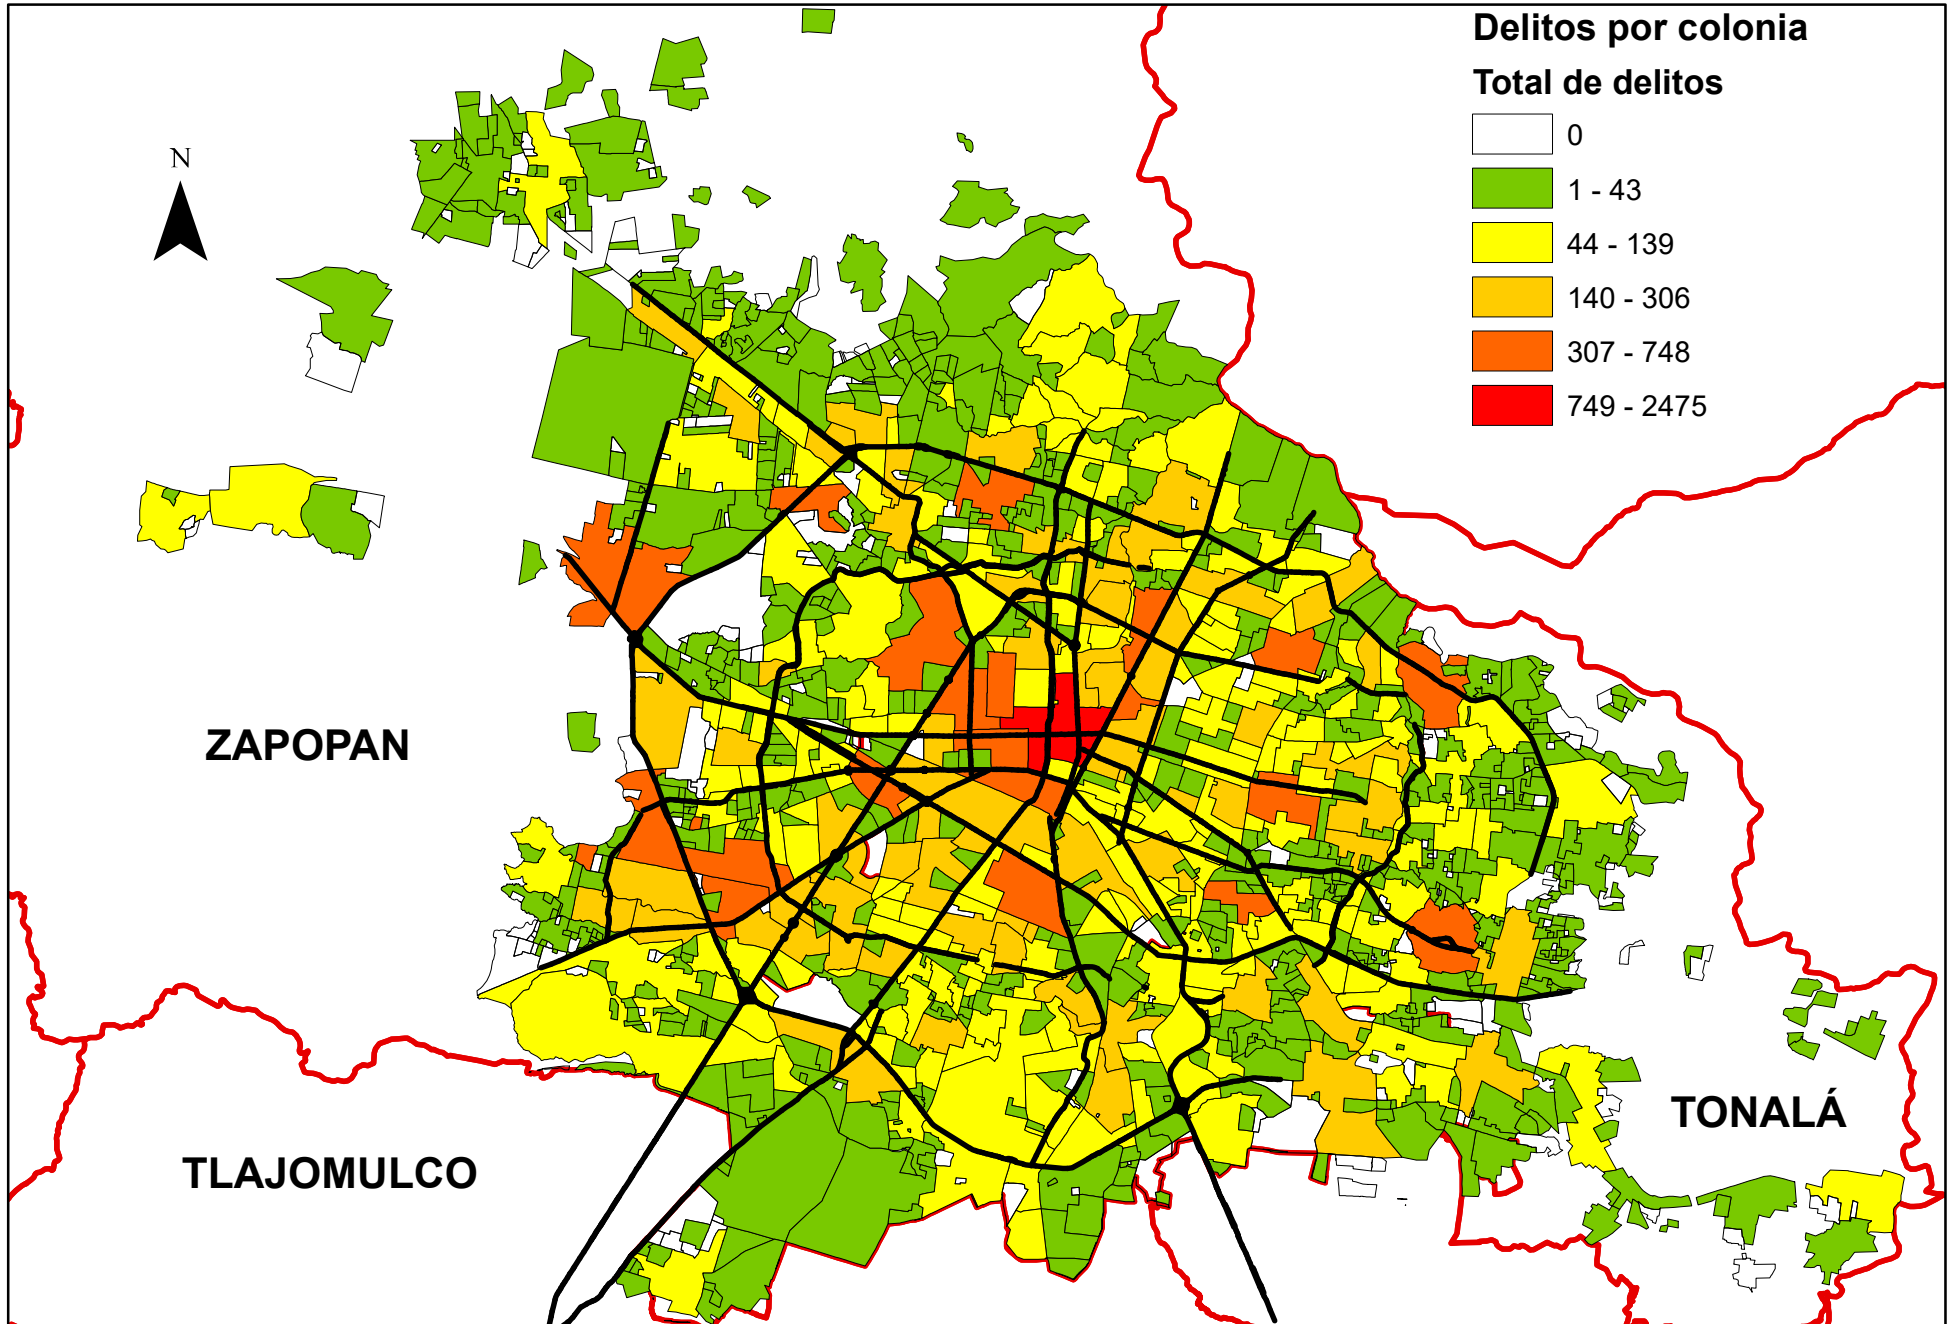 Delitos por colonia
Total de delitos
0
1 - 43
44 - 139
140 - 306
307 - 748
749 - 2475
N
ZAPOPAN
TONALÁ
TLAJOMULCO